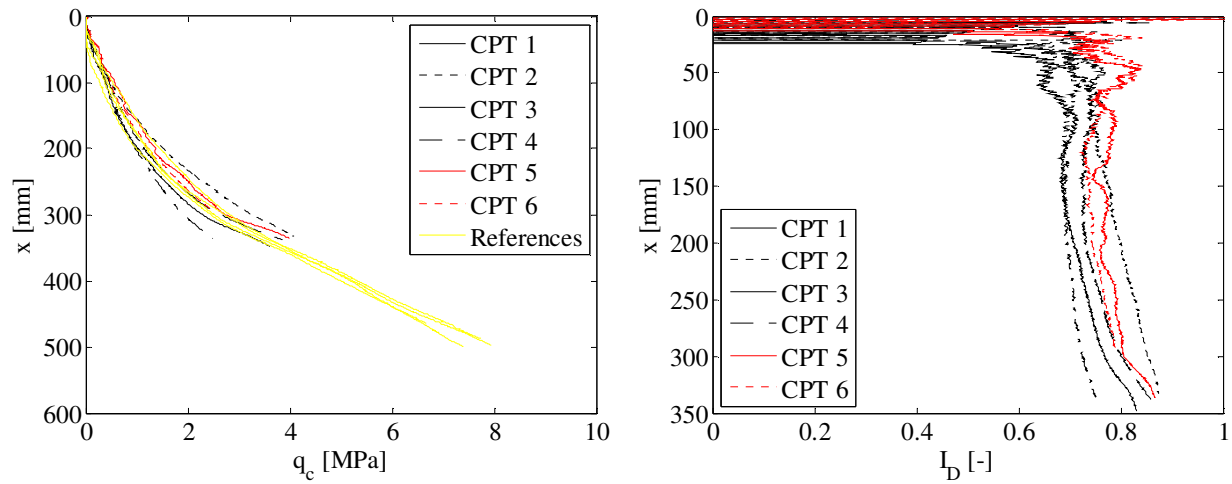 0
100
200
300
400
500
600
x [mm]
0 2 4 6 8 10
q_c [MPa]
CPT 1
CPT 2
CPT 3
CPT 4
CPT 5
CPT 6
References
0
50
100
150
200
250
300
350
x [mm]
0 0.2 0.4 0.6 0.8 1
I_D [-]
CPT 1
CPT 2
CPT 3
CPT 4
CPT 5
CPT 6